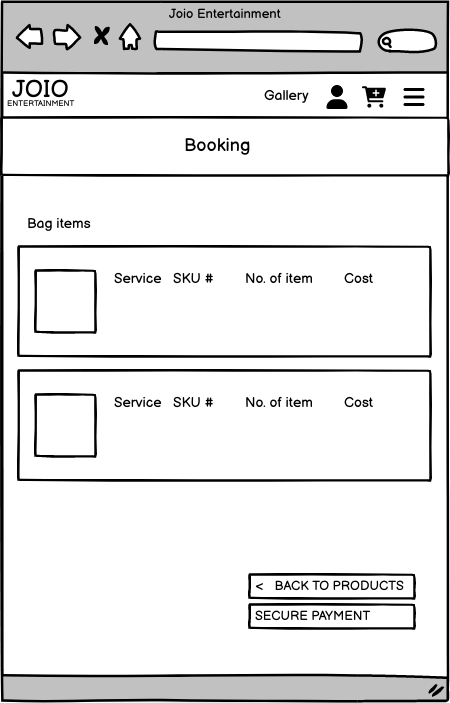 Joio Entertainment
JOIO
ENTERTAINMENT
Gallery
Booking
Bag items
Service SKU # No. of item Cost
Service SKU # No. of item Cost
< BACK TO PRODUCTS
SECURE PAYMENT